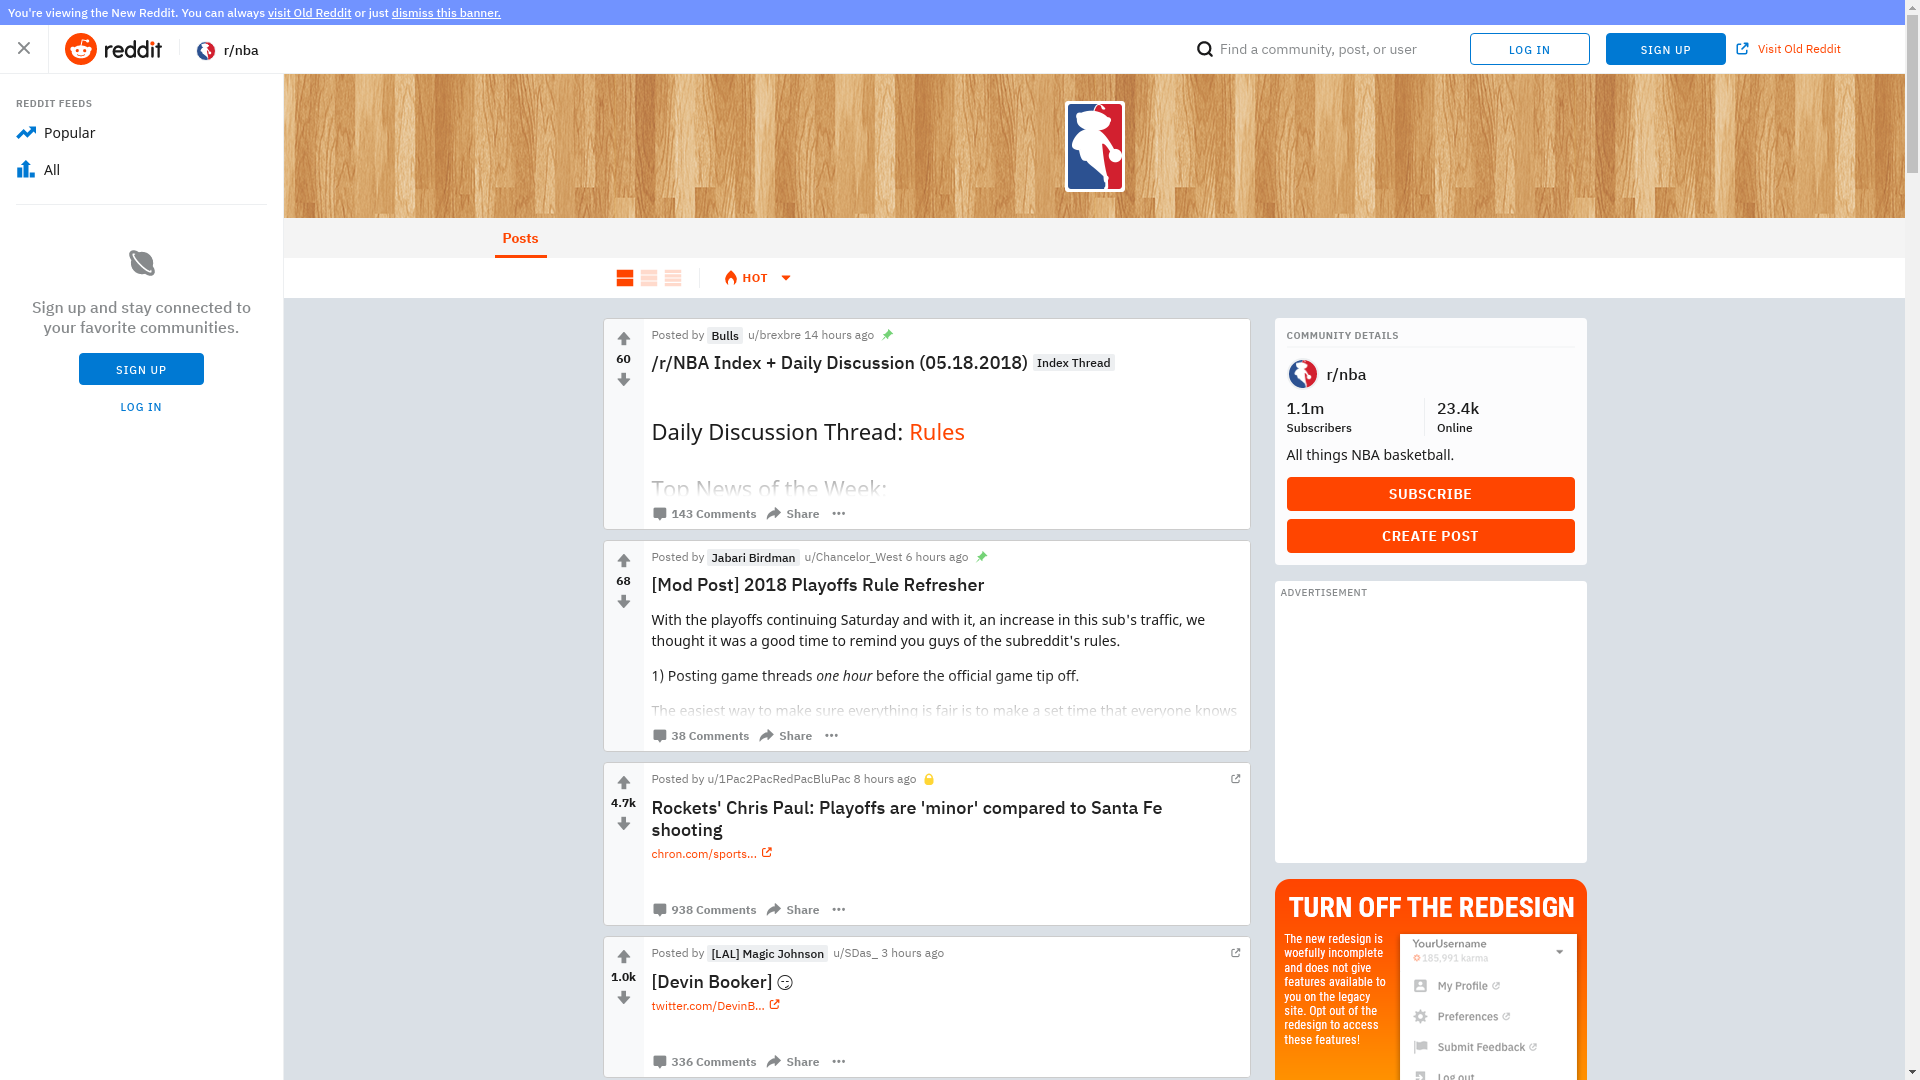 You're viewing the New Reddit. You can always visit Old Reddit or just dismiss this banner.
reddit
r/nba
Find a community, post, or user
LOG IN
SIGN UP
Visit Old Reddit
REDDIT FEEDS
Popular
All
Sign up and stay connected to
your favorite communities.
SIGN UP
LOG IN
Posts
HOT
Posted by Bulls u/brexbre 14 hours ago
60
/r/NBA Index + Daily Discussion (05.18.2018) Index Thread
Daily Discussion Thread: Rules
Top News of the Week:
143 Comments Share
Posted by Jabari Birdman u/Chancelor_West 6 hours ago
68
[Mod Post] 2018 Playoffs Rule Refresher
With the playoffs continuing Saturday and with it, an increase in this sub's traffic, we
thought it was a good time to remind you guys of the subreddit's rules.
1) Posting game threads one hour before the official game tip off.
The easiest way to make sure everything is fair is to make a set time that everyone knows
38 Comments Share
Posted by u/1Pac2PacRedPacBluPac 8 hours ago
4.7k
Rockets' Chris Paul: Playoffs are 'minor' compared to Santa Fe
shooting
chron.com/sports...
938 Comments Share
Posted by [LAL] Magic Johnson u/SDas_ 3 hours ago
1.0k
[Devin Booker] 😏
twitter.com/DevinB...
336 Comments Share
COMMUNITY DETAILS
r/nba
1.1m
Subscribers
23.4k
Online
All things NBA basketball.
SUBSCRIBE
CREATE POST
ADVERTISEMENT
TURN OFF THE REDESIGN
The new redesign is
woefully incomplete
and does not give
features available to
you on the legacy
site. Opt out of the
redesign to access
these features!
YourUsername
185,991 karma
My Profile
Preferences
Submit Feedback
Log out